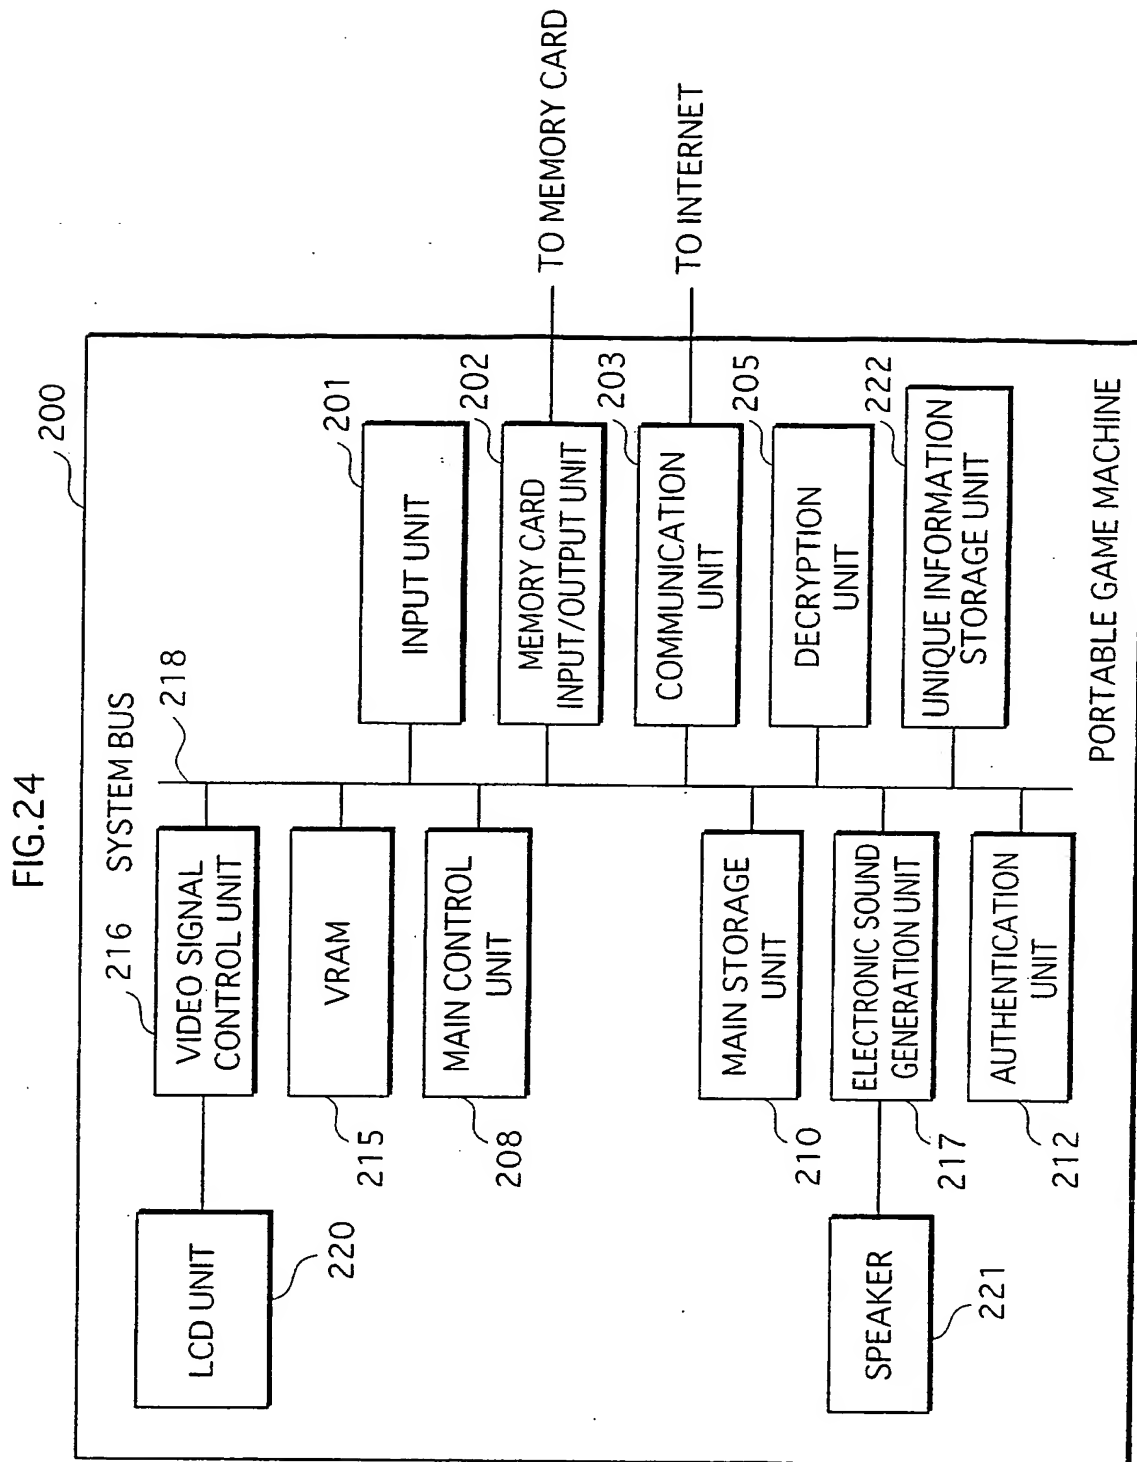 FIG.24
200
SYSTEM BUS
218
216
VIDEO SIGNAL
CONTROL UNIT
LCD UNIT
220
VRAM
215
MAIN CONTROL
UNIT
208
MAIN STORAGE
UNIT
210
ELECTRONIC SOUND
GENERATION UNIT
217
SPEAKER
221
AUTHENTICATION
UNIT
212
201
INPUT UNIT
202
MEMORY CARD
INPUT/OUTPUT UNIT
TO MEMORY CARD
203
COMMUNICATION
UNIT
TO INTERNET
205
DECRYPTION
UNIT
222
UNIQUE INFORMATION
STORAGE UNIT
PORTABLE GAME MACHINE